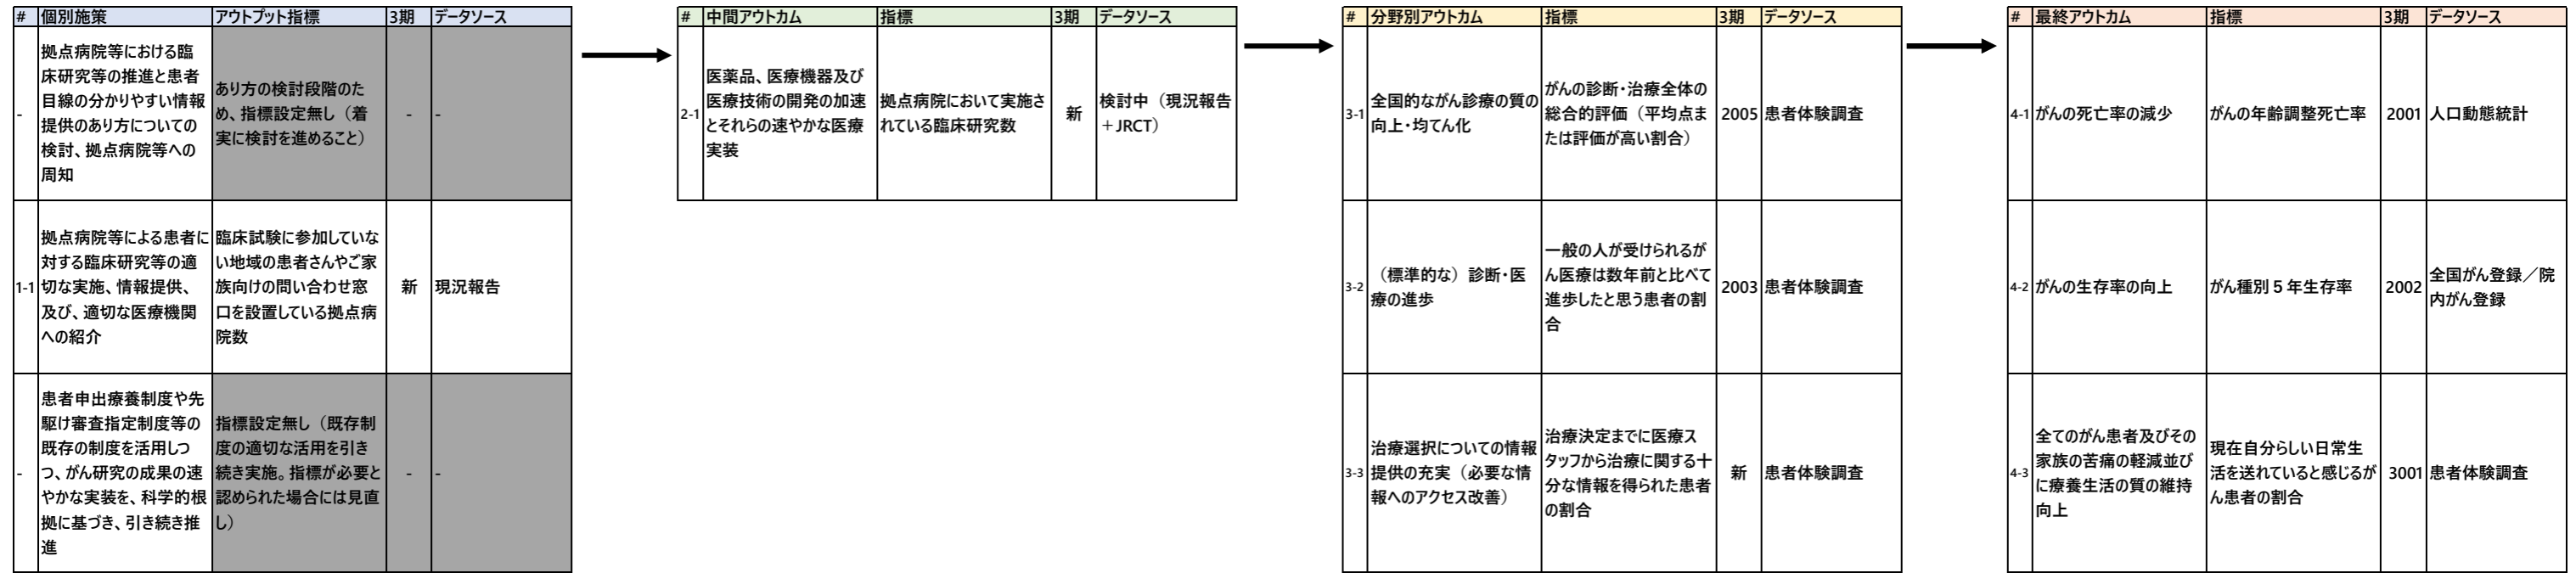 # 個別施策 アウトプット指標 3期 データソース
-
拠点病院等における臨
床研究等の推進と患者
目線の分かりやすい情報
提供のあり方についての
検討、拠点病院等への
周知
あり方の検討段階のた
め、指標設定無し（着
実に検討を進めること）
-
-
1-1
拠点病院等による患者に
対する臨床研究等の適
切な実施、情報提供、
及び、適切な医療機関
への紹介
臨床試験に参加していな
い地域の患者さんやご家
族向けの問い合わせ窓
口を設置している拠点病
院数
新
現況報告
-
患者申出療養制度や先
駆け審査指定制度等の
既存の制度を活用しつ
つ、がん研究の成果の速
やかな実装を、科学的根
拠に基づき、引き続き推
進
指標設定無し（既存制
度の適切な活用を引き
続き実施。指標が必要と
認められた場合には見直
し）
-
-
# 中間アウトカム 指標 3期 データソース
2-1
医薬品、医療機器及び
医療技術の開発の加速
とそれらの速やかな医療
実装
拠点病院において実施さ
れている臨床研究数
新
検討中（現況報告
＋JRCT）
# 分野別アウトカム 指標 3期 データソース
3-1
全国的ながん診療の質の
向上・均てん化
がんの診断・治療全体の
総合的評価（平均点ま
たは評価が高い割合）
2005
患者体験調査
3-2
（標準的な）診断・医
療の進歩
一般の人が受けられるが
ん医療は数年前と比べて
進歩したと思う患者の割
合
2003
患者体験調査
3-3
治療選択についての情報
提供の充実（必要な情
報へのアクセス改善）
治療決定までに医療ス
タッフから治療に関する十
分な情報を得られた患者
の割合
新
患者体験調査
# 最終アウトカム 指標 3期 データソース
4-1
がんの死亡率の減少
がんの年齢調整死亡率
2001
人口動態統計
4-2
がんの生存率の向上
がん種別５年生存率
2002
全国がん登録／院
内がん登録
4-3
全てのがん患者及びその
家族の苦痛の軽減並び
に療養生活の質の維持
向上
現在自分らしい日常生
活を送れていると感じるが
ん患者の割合
3001
患者体験調査